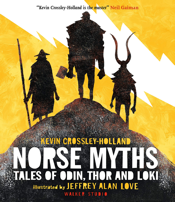 "Kevin Crossley-Holland is the master" Neil Gaiman
KEVIN CROSSLEY-HOLLAND
NORSE MYTHS
TALES OF ODIN, THOR AND LOKI
illustrated by JEFFREY ALAN LOVE
WALKER STUDIO